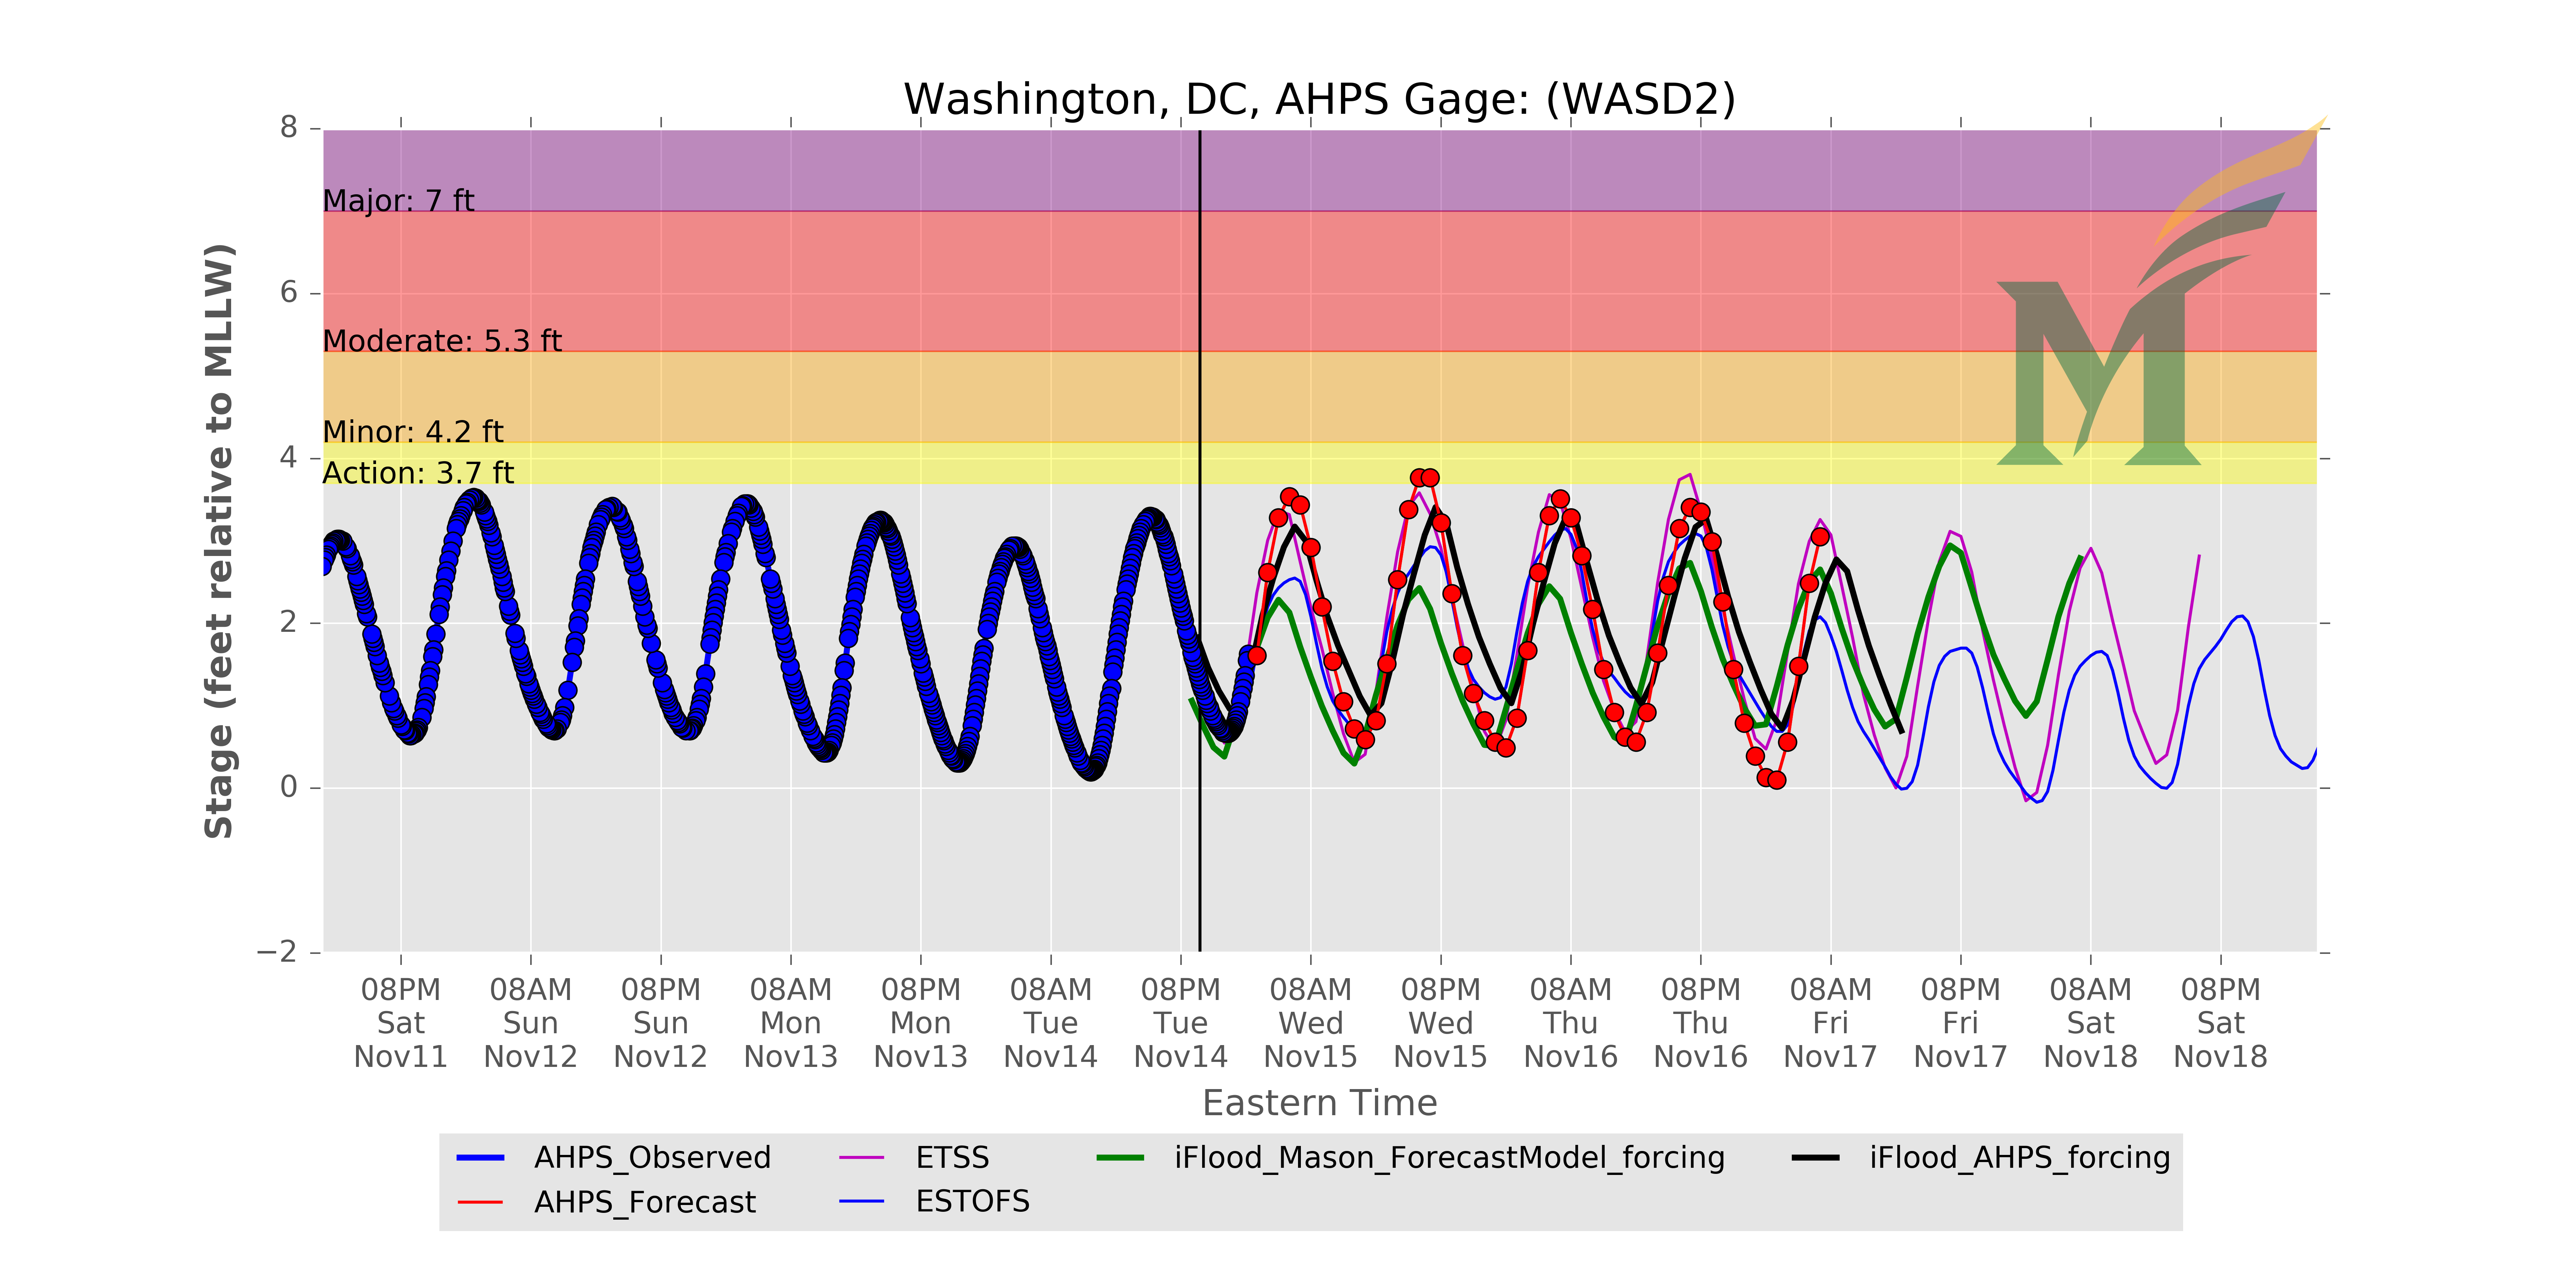 Washington, DC, AHPS Gage: (WASD2)
Stage (feet relative to MLLW)
8
6
4
2
0
−2
Major: 7 ft
Moderate: 5.3 ft
Minor: 4.2 ft
Action: 3.7 ft
M
08PM 08AM 08PM 08AM 08PM 08AM 08PM 08AM 08PM 08AM 08PM 08AM 08PM 08AM 08PM
Sat Sun Sun Mon Mon Tue Tue Wed Wed Thu Thu Fri Fri Sat Sat
Nov11 Nov12 Nov12 Nov13 Nov13 Nov14 Nov14 Nov15 Nov15 Nov16 Nov16 Nov17 Nov17 Nov18 Nov18
Eastern Time
AHPS_Observed ETSS iFlood_Mason_ForecastModel_forcing iFlood_AHPS_forcing
AHPS_Forecast ESTOFS